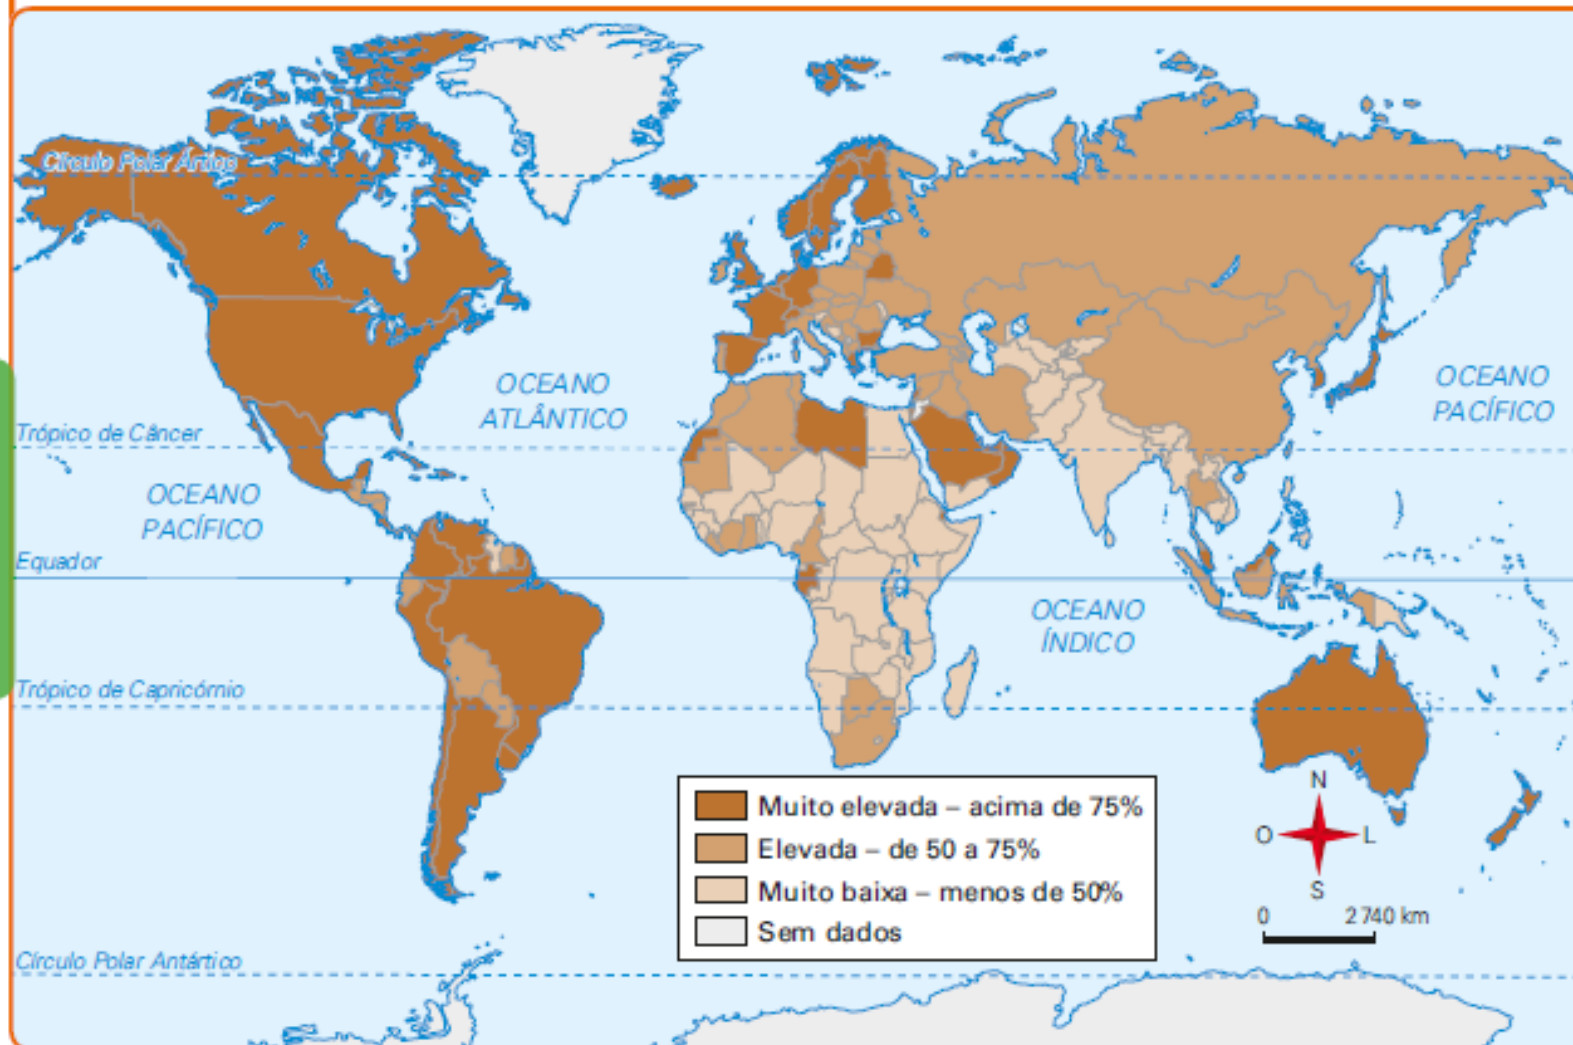 Círculo Polar Ártico
OCEANO
ATLÂNTICO
OCEANO
PACÍFICO
Trópico de Câncer
OCEANO
PACÍFICO
Equador
OCEANO
ÍNDICO
Trópico de Capricórnio
Muito elevada – acima de 75%
Elevada – de 50 a 75%
Muito baixa – menos de 50%
Sem dados
N
O L
S
0 2 740 km
Círculo Polar Antártico